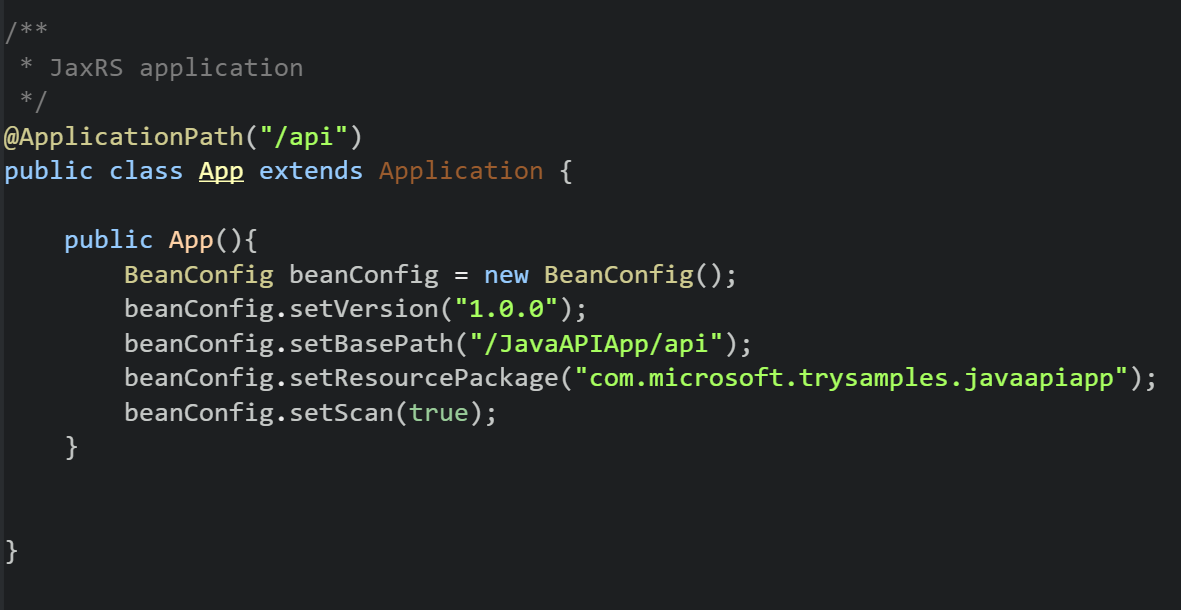 /**
 * JaxRS application
 */
@ApplicationPath("/api")
public class App extends Application {
    public App(){
        BeanConfig beanConfig = new BeanConfig();
        beanConfig.setVersion("1.0.0");
        beanConfig.setBasePath("/JavaAPIApp/api");
        beanConfig.setResourcePackage("com.microsoft.trysamples.javaapiapp");
        beanConfig.setScan(true);
    }
}